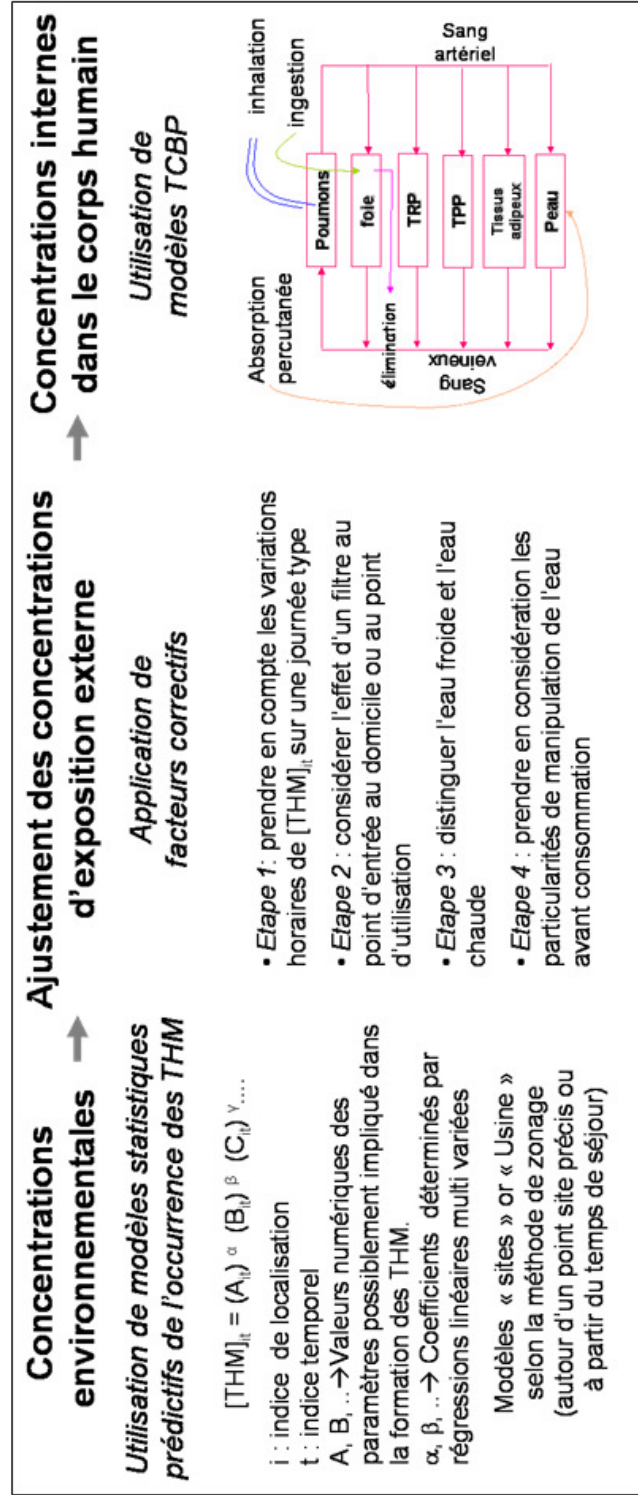 Concentrations
environnementales
Utilisation de modèles statistiques
prédictifs de l'occurrence des THM
[THM]it = (Ait) α (Bit) β (Cit) γ....
i : indice de localisation
t : indice temporel
A, B, .. →Valeurs numériques des
paramètres possiblement impliqué dans
la formation des THM.
α, β, .. → Coefficients déterminés par
régressions linéaires multi variées
Modèles « sites » or « Usine »
selon la méthode de zonage
(autour d'un point site précis ou
à partir du temps de séjour)
Ajustement des concentrations
d'exposition externe
Application de
facteurs correctifs
• Etape 1: prendre en compte les variations
horaires de [THM]it sur une journée type
• Etape 2 : considérer l'effet d'un filtre au
point d'entrée au domicile ou au point
d'utilisation
• Etape 3 : distinguer l'eau froide et l'eau
chaude
• Etape 4 : prendre en considération les
particularités de manipulation de l'eau
avant consommation
Concentrations internes
dans le corps humain
Utilisation de
modèles TCBP
Absorption
percutanée
inhalation
ingestion
Poumons
foie
élimination
TRP
TPP
Tissus
adipeux
Peau
Sang
veineux
Sang
artériel